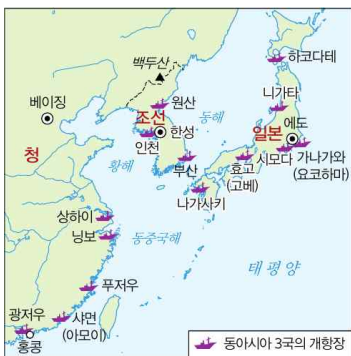 백두산
하코다테
베이징
원산
동해
니가타
조선
한성
일본
에도
청
인천
황해
부산
효고
(고베)
시모다
가나가와
(요코하마)
나가사키
상하이
닝보
동중국해
태평양
푸저우
광저우
샤먼
(아모이)
홍콩
동아시아 3국의 개항장